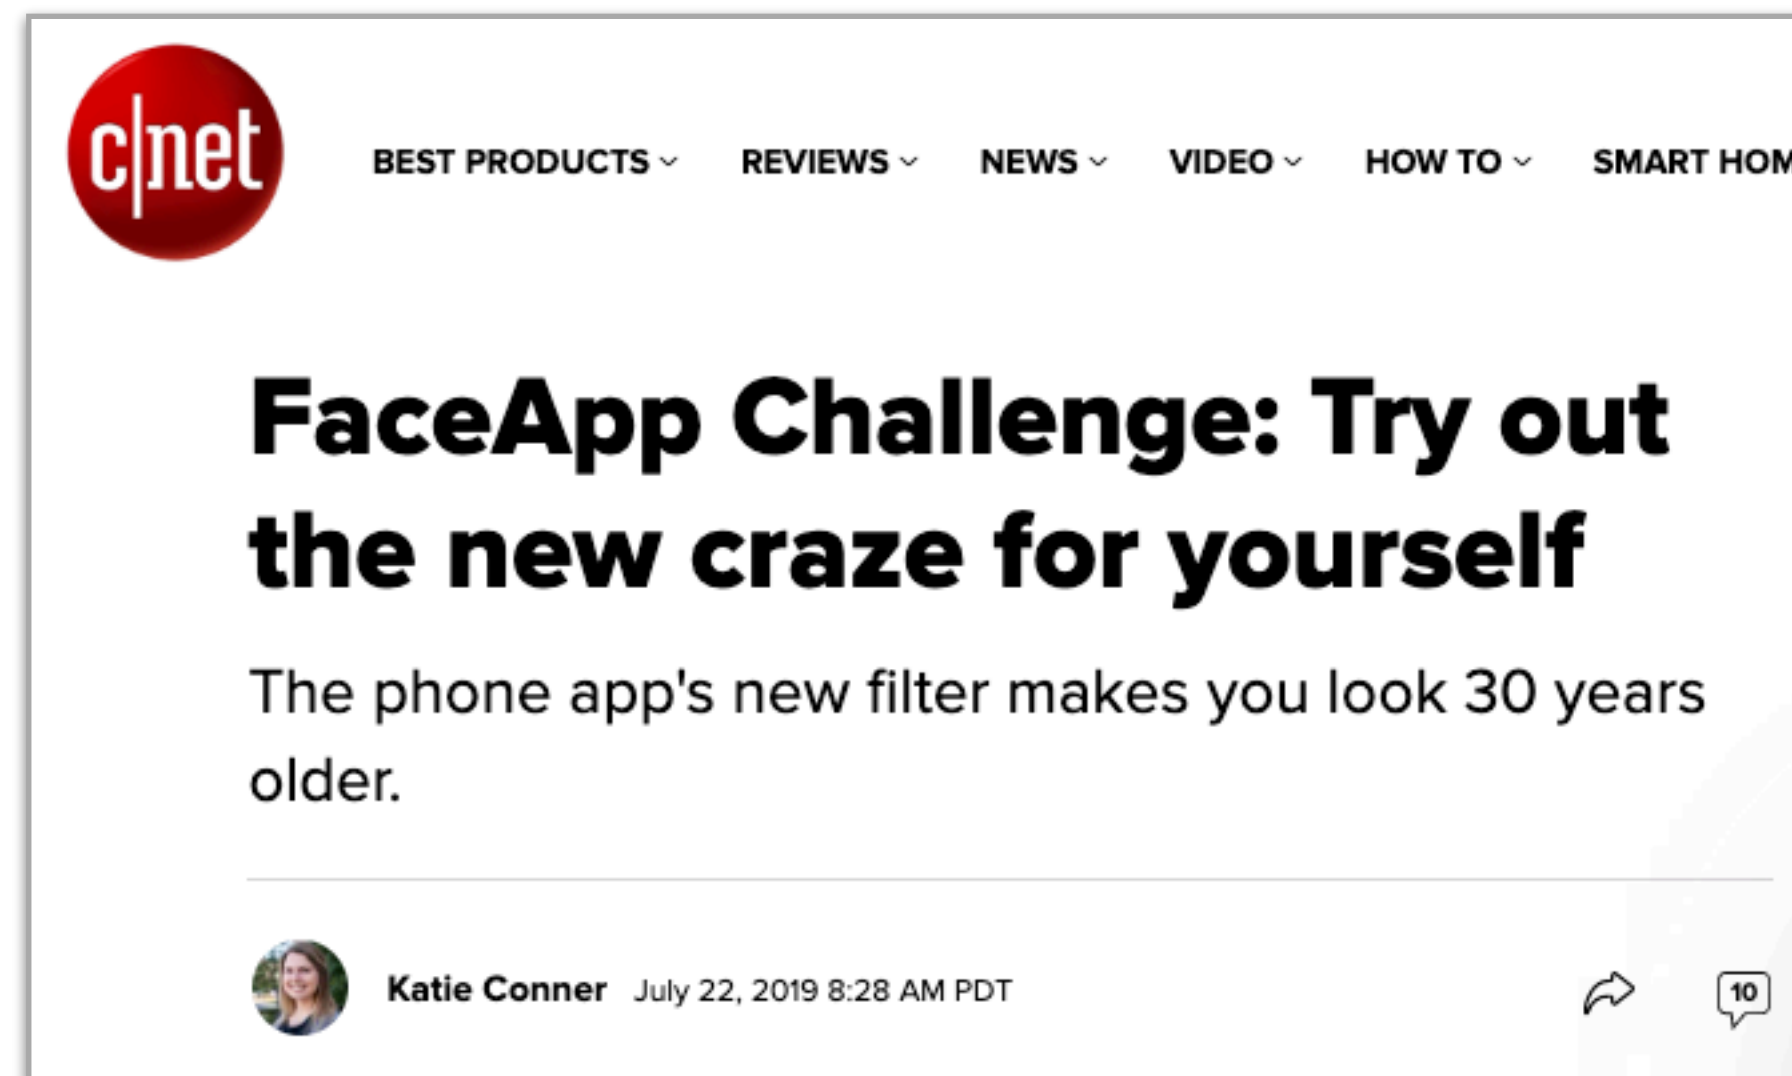 c|net
BEST PRODUCTS REVIEWS NEWS VIDEO HOW TO SMART HOM
FaceApp Challenge: Try out
the new craze for yourself
The phone app's new filter makes you look 30 years
older.
Katie Conner July 22, 2019 8:28 AM PDT 10